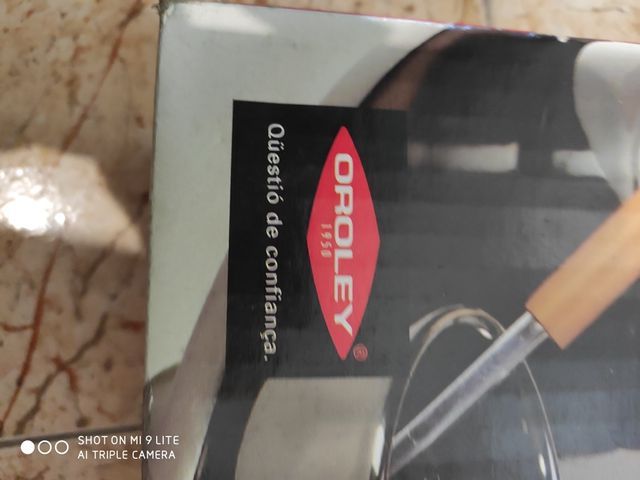 OROLEY
1950
®
Qüestió de confiança.
SHOT ON MI 9 LITE
AI TRIPLE CAMERA